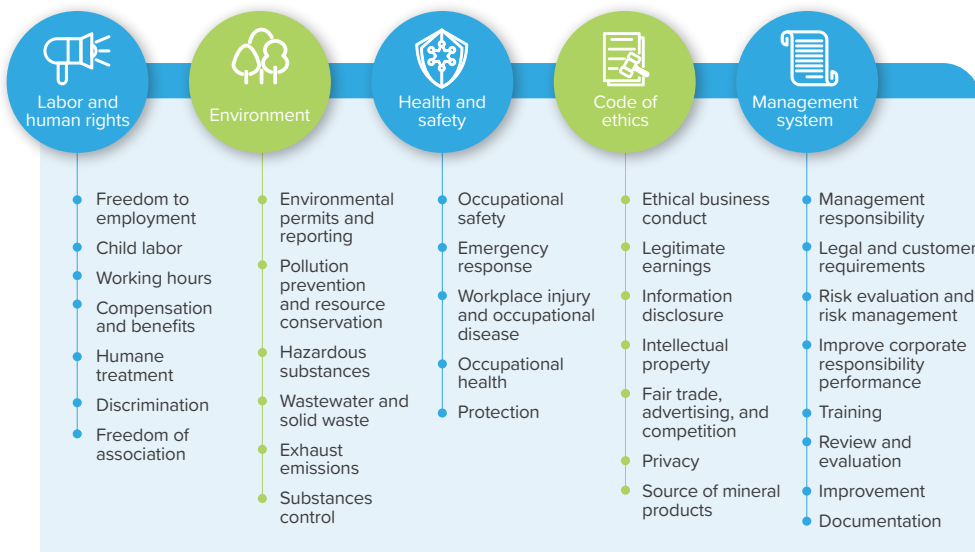 Labor and
human rights
Environment
Health and
safety
Code of
ethics
Management
system
Freedom to
employment
Child labor
Working hours
Compensation
and benefits
Humane
treatment
Discrimination
Freedom of
association
Environmental
permits and
reporting
Pollution
prevention
and resource
conservation
Hazardous
substances
Wastewater and
solid waste
Exhaust
emissions
Substances
control
Occupational
safety
Emergency
response
Workplace injury
and occupational
disease
Occupational
health
Protection
Ethical business
conduct
Legitimate
earnings
Information
disclosure
Intellectual
property
Fair trade,
advertising, and
competition
Privacy
Source of mineral
products
Management
responsibility
Legal and customer
requirements
Risk evaluation and
risk management
Improve corporate
responsibility
performance
Training
Review and
evaluation
Improvement
Documentation